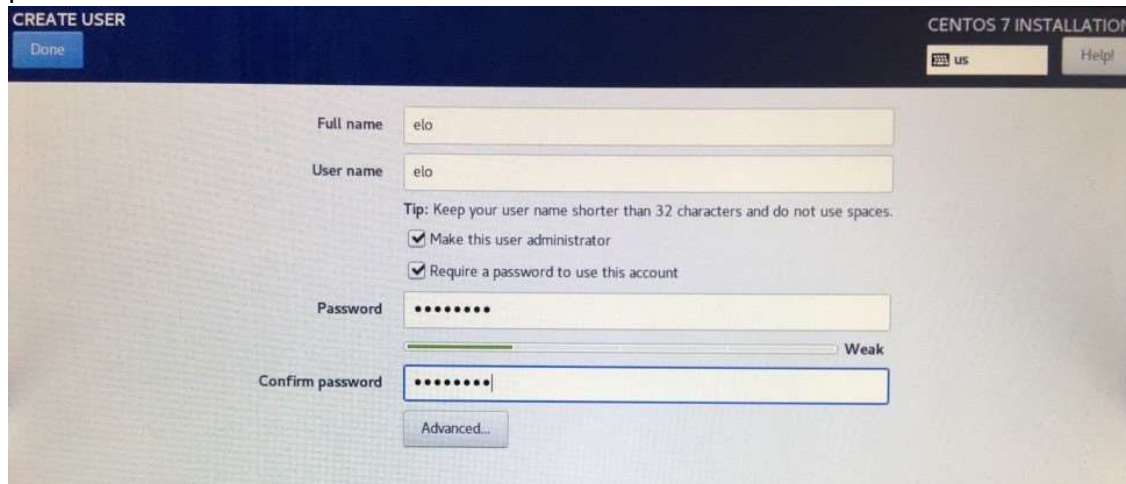 CREATE USER
CENTOS 7 INSTALLATION
Done
us
Help!
Full name
elo
User name
elo
Tip: Keep your user name shorter than 32 characters and do not use spaces.
Make this user administrator
Require a password to use this account
Password
••••••••
Weak
Confirm password
••••••••
Advanced...